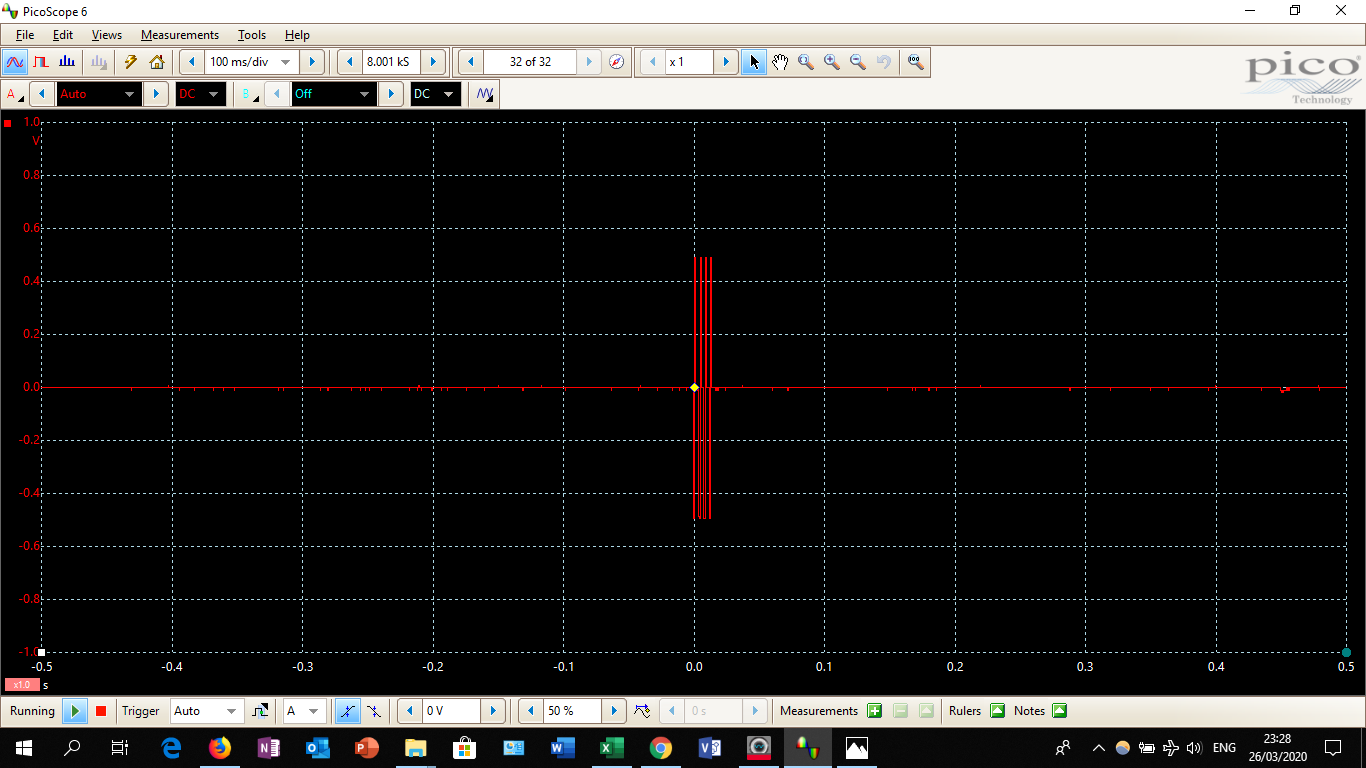 PicoScope 6
File Edit Views Measurements Tools Help
100 ms/div 8.001 kS 32 of 32 x 1
pico
Technology
A Auto DC B Off DC
1.0
V
0.8
0.6
0.4
0.2
0.0
-0.2
-0.4
-0.6
-0.8
-1.0
-0.5 -0.4 -0.3 -0.2 -0.1 0.0 0.1 0.2 0.3 0.4 0.5
x1.0 s
Running Trigger Auto A 0 V 50 % 0 s Measurements Rulers Notes
ENG
23:28
26/03/2020